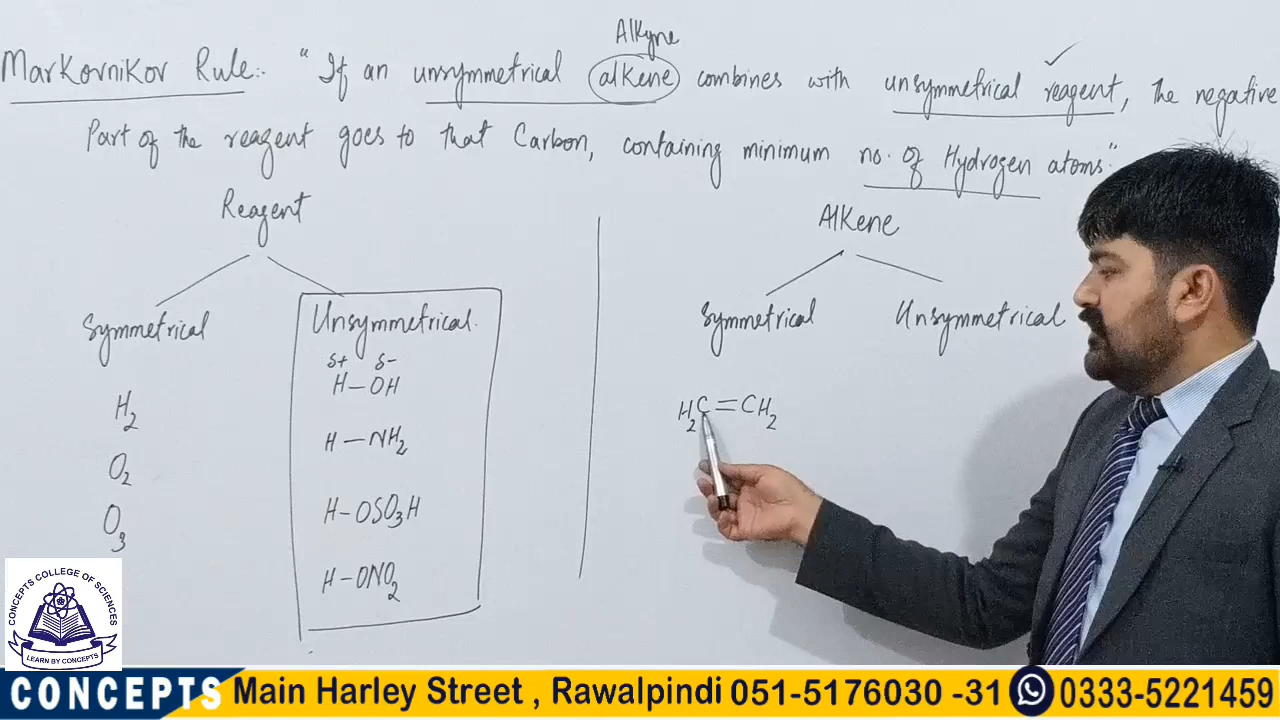 Alkyne
Markovnikov Rule:- "If an unsymmetrical alkene combines with unsymmetrical reagent, the negative
Part of the reagent goes to that Carbon, containing minimum no. of Hydrogen atoms."
Reagent
Symmetrical
H2
O2
O3
Unsymmetrical.
δ+ δ-
H-OH
H-NH2
H-OSO3H
H-ONO2
Alkene
Symmetrical Unsymmetrical
H2C=CH2
CONCEPTS COLLEGE OF SCIENCES
LEARN BY CONCEPTS
CONCEPTS Main Harley Street , Rawalpindi 051-5176030 -31 0333-5221459